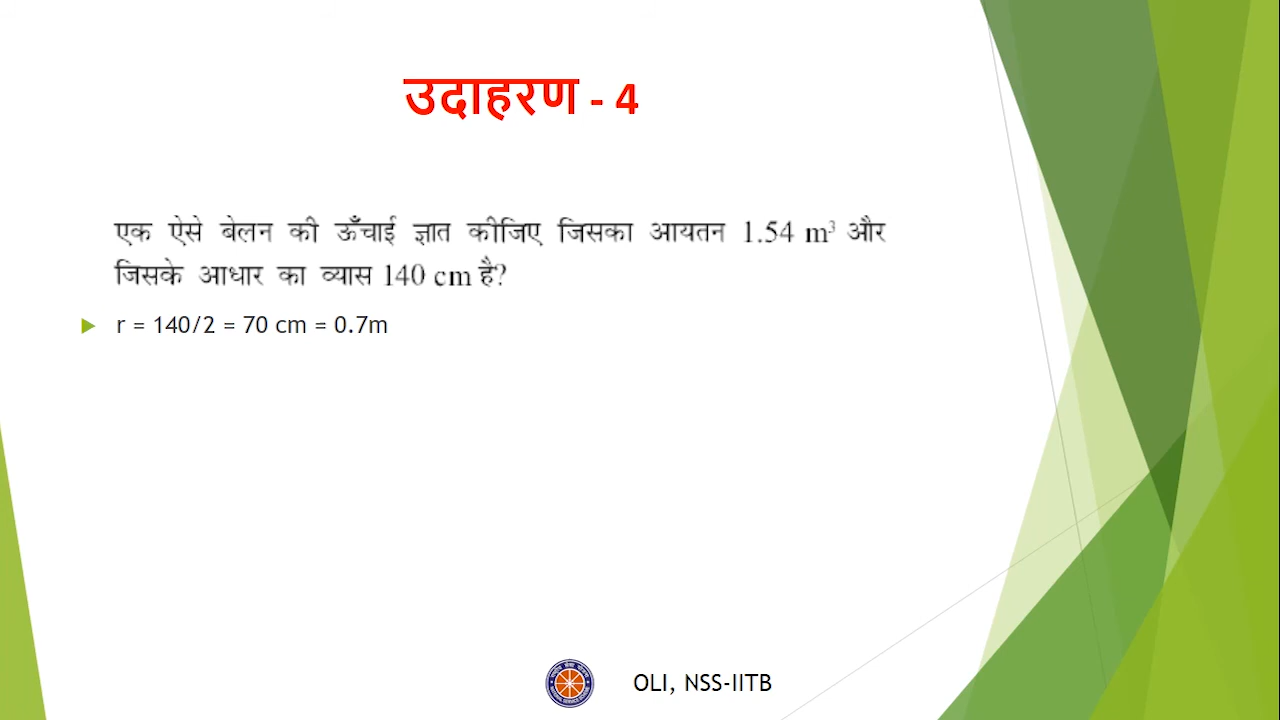 उदाहरण - 4
एक ऐसे बेलन की ऊँचाई ज्ञात कीजिए जिसका आयतन 1.54 m³ और
जिसके आधार का व्यास 140 cm है?
r = 140/2 = 70 cm = 0.7m
OLI, NSS-IITB